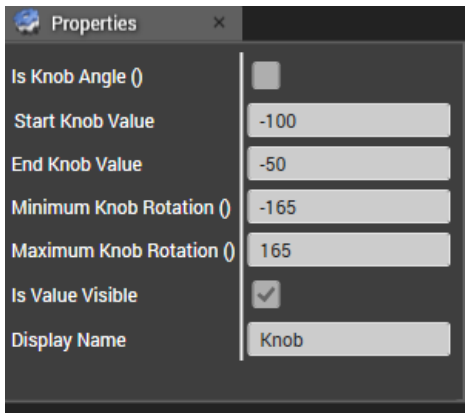 Properties ×
Is Knob Angle ()
Start Knob Value -100
End Knob Value -50
Minimum Knob Rotation () -165
Maximum Knob Rotation () 165
Is Value Visible
Display Name Knob